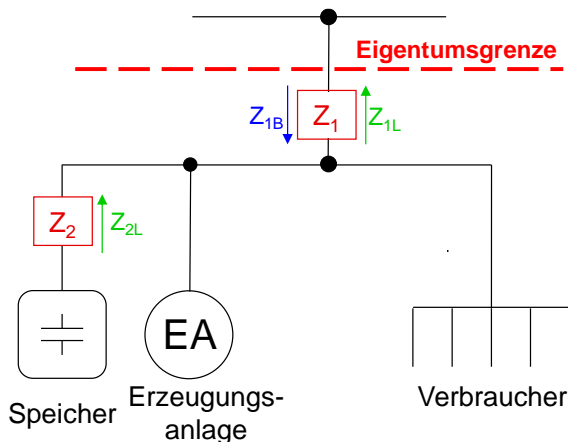 Eigentumsgrenze
Z1B
Z1
Z1L
Z2
Z2L
EA
Speicher
Erzeugungs-
anlage
Verbraucher